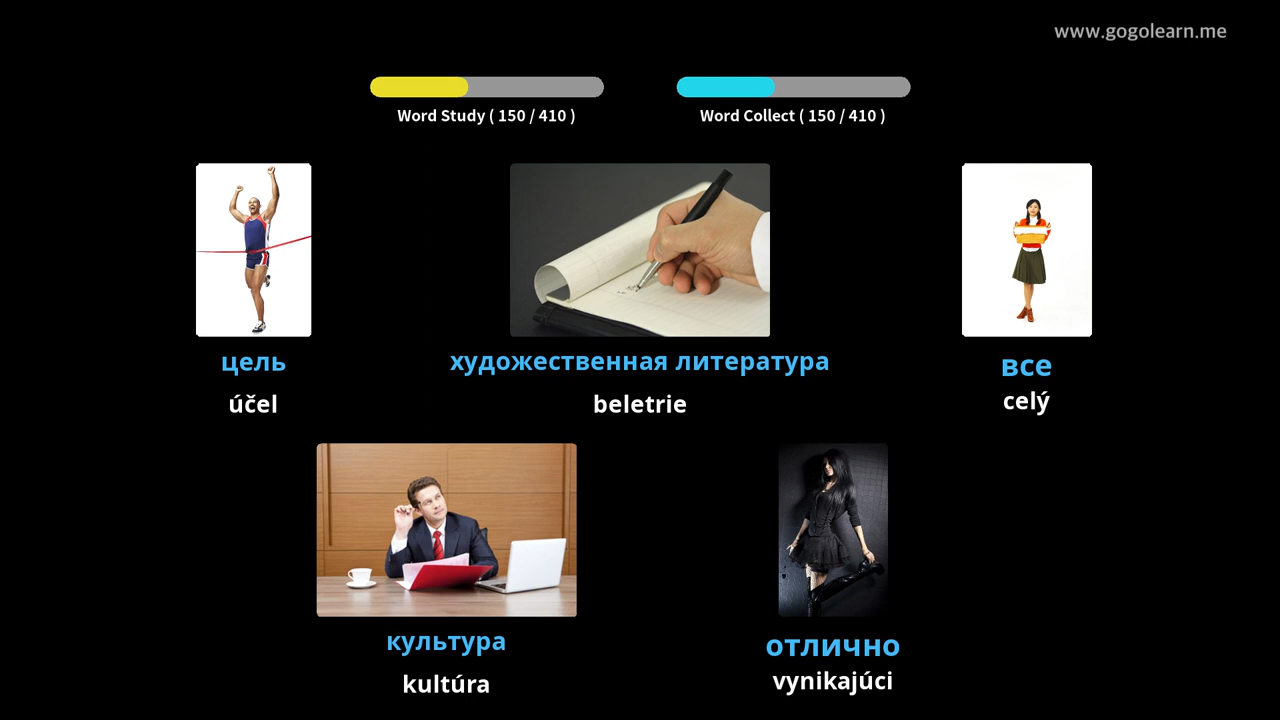 www.gogolearn.me
Word Study ( 150 / 410 )
Word Collect ( 150 / 410 )
цель
účel
художественная литература
beletrie
все
celý
культура
kultúra
отлично
vynikajúci